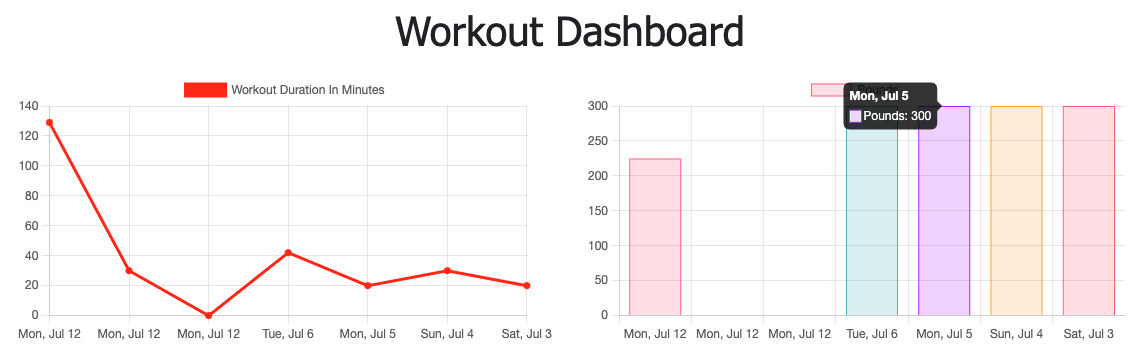 Workout Dashboard
Workout Duration In Minutes
140
120
100
80
60
40
20
0
Mon, Jul 12 Mon, Jul 12 Mon, Jul 12 Tue, Jul 6 Mon, Jul 5 Sun, Jul 4 Sat, Jul 3
Mon, Jul 5
Pounds: 300
300
250
200
150
100
50
0
Mon, Jul 12 Mon, Jul 12 Mon, Jul 12 Tue, Jul 6 Mon, Jul 5 Sun, Jul 4 Sat, Jul 3